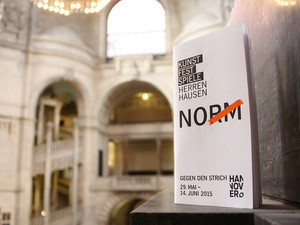 KUNST
FEST
SPIELE
HERREN
HAUSEN
NORM
GEGEN DEN STRICH
29. MAI –
14. JUNI 2015
HAN
NOV
ER